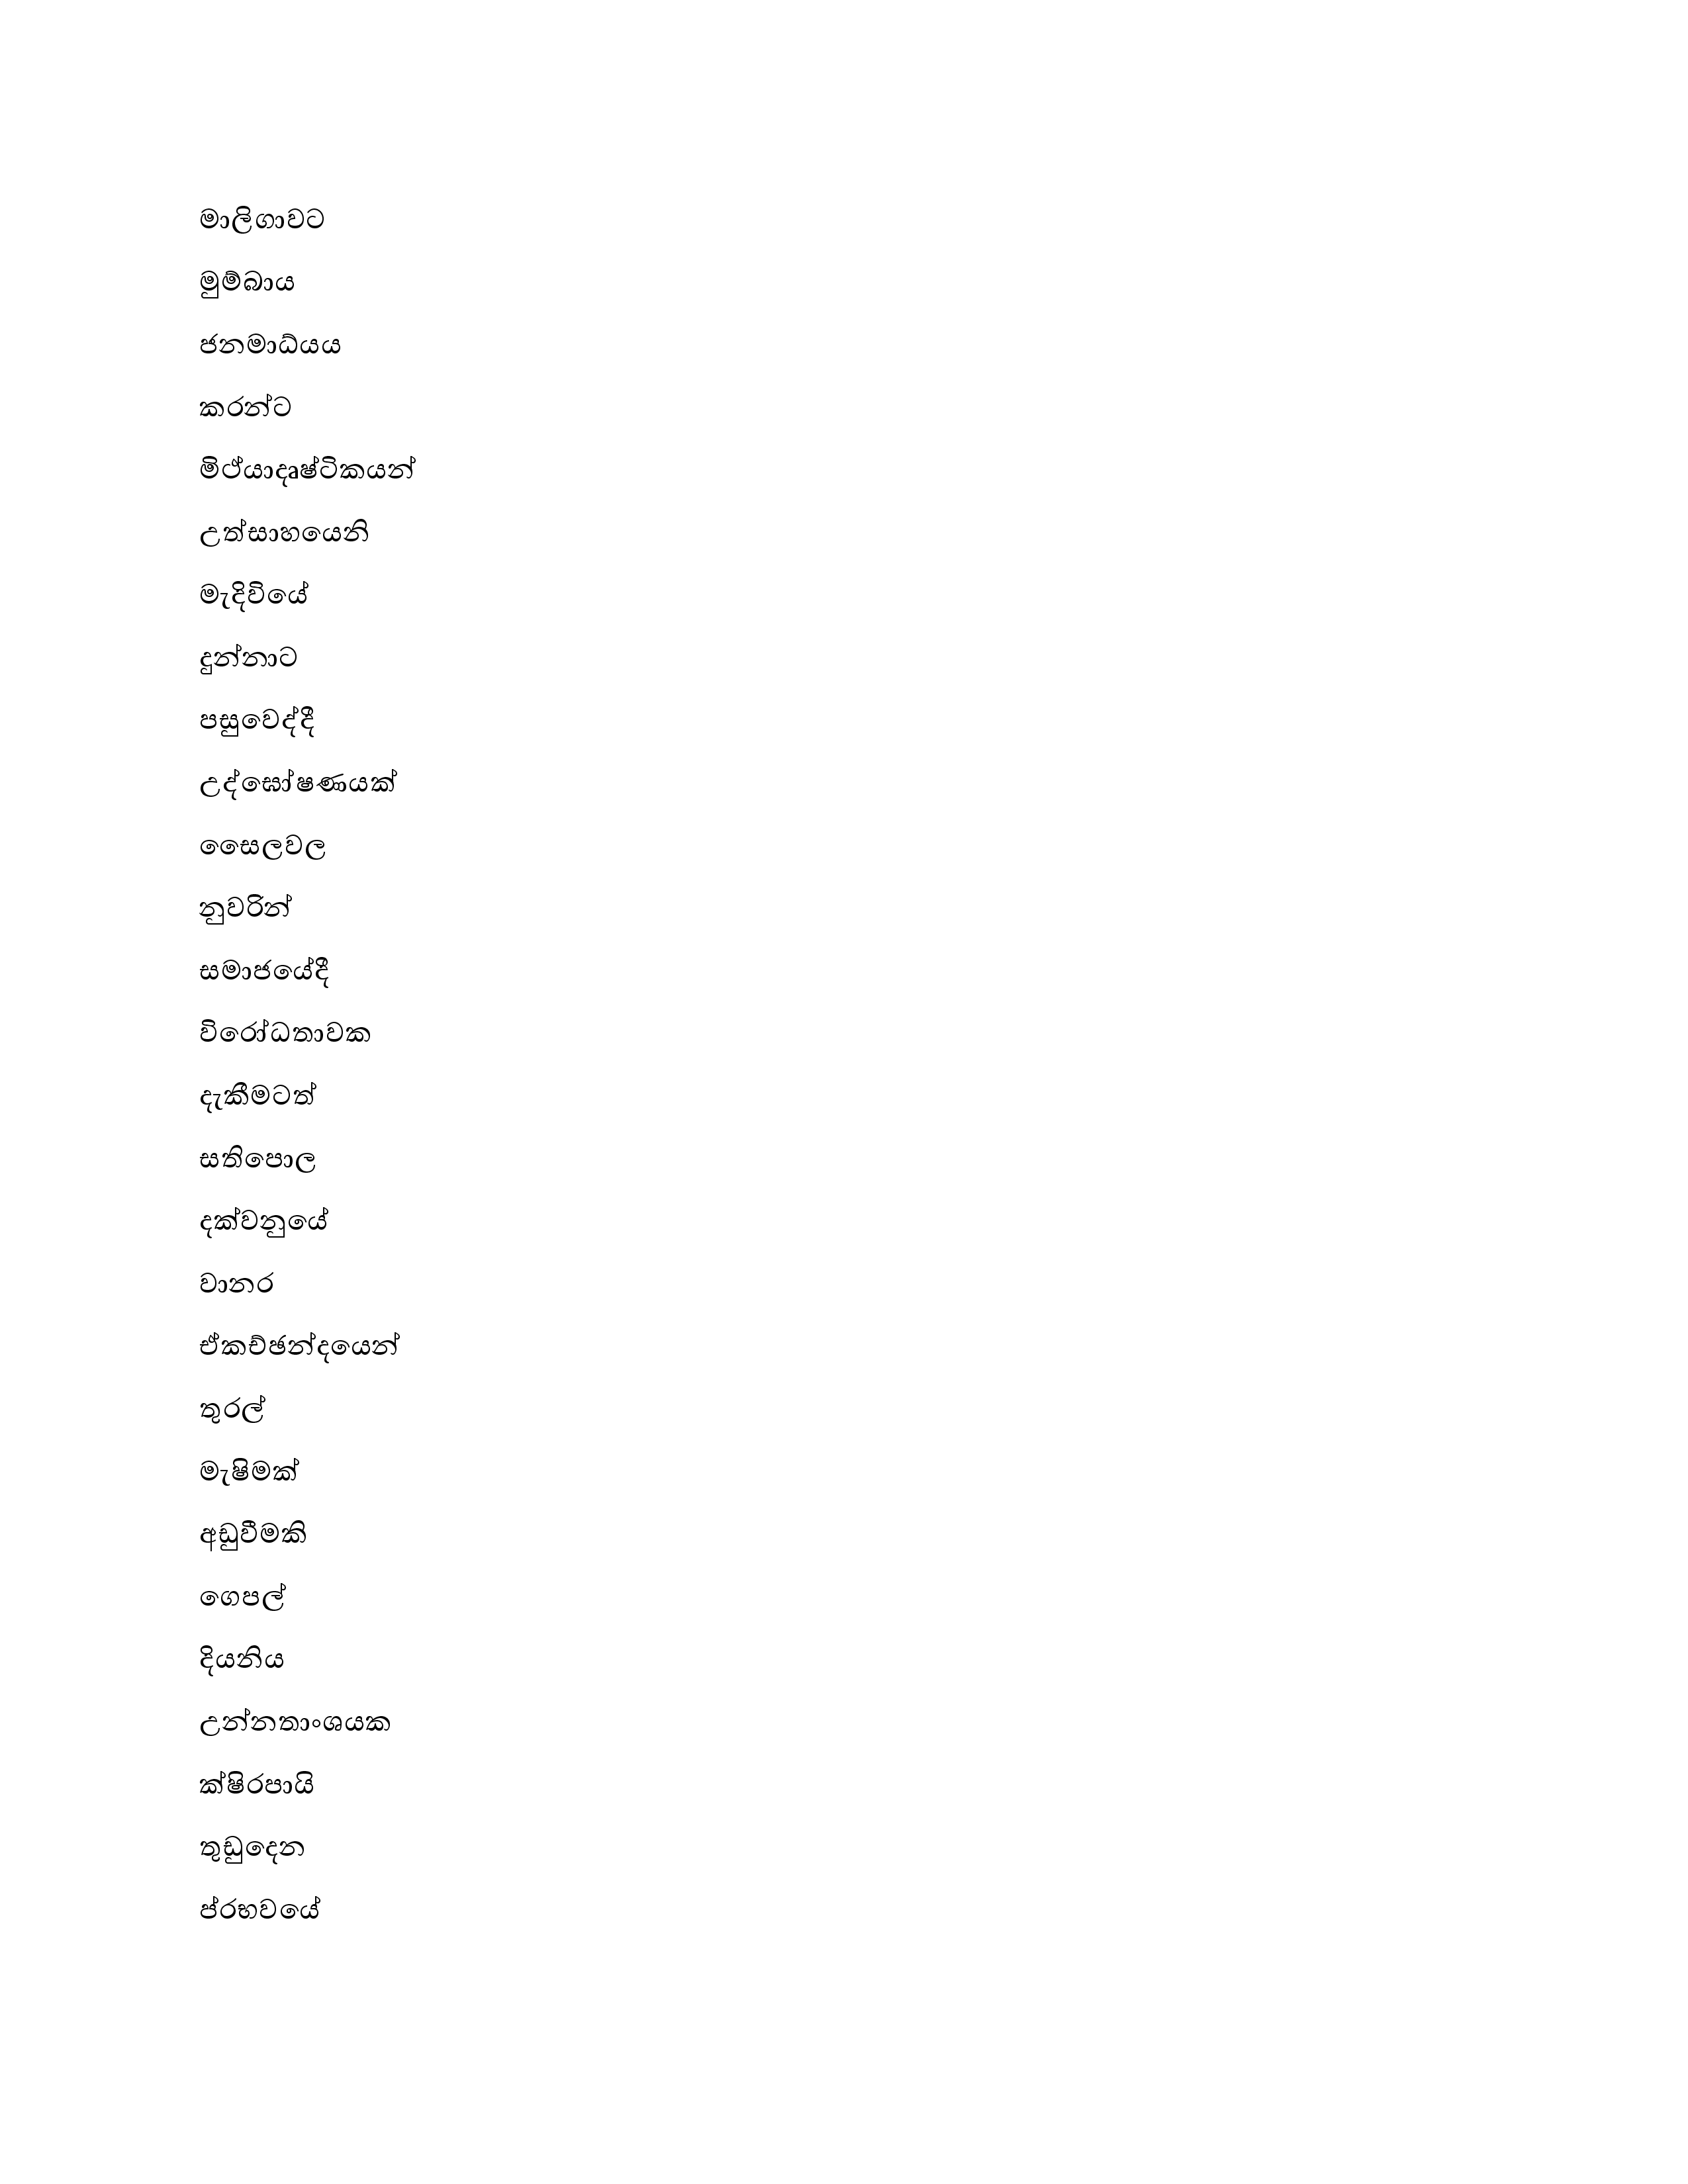 මාලිගාවට
මුම්බාය
ජනමාධ්යය
කරන්ට
මිථ්යාදෘෂ්ටිකයන්
උත්සාහයෙනි
මැදිවියේ
දුන්නාට
පසුවෙද්දී
උද්ඝෝෂණයක්
සෛලවල
නුවරින්
සමාජයේදී
විරෝධතාවක
දැකීමටත්
සතිපොල
දක්වනුයේ
වානර
ඒකච්ඡන්දයෙන්
තුරල්
මැෂිමක්
අඩුවීමකි
ගෙපල්
දියනිය
උන්නතාංශයක
ක්ෂිරපායි
තුඩුදෙන
ප්රභවයේ